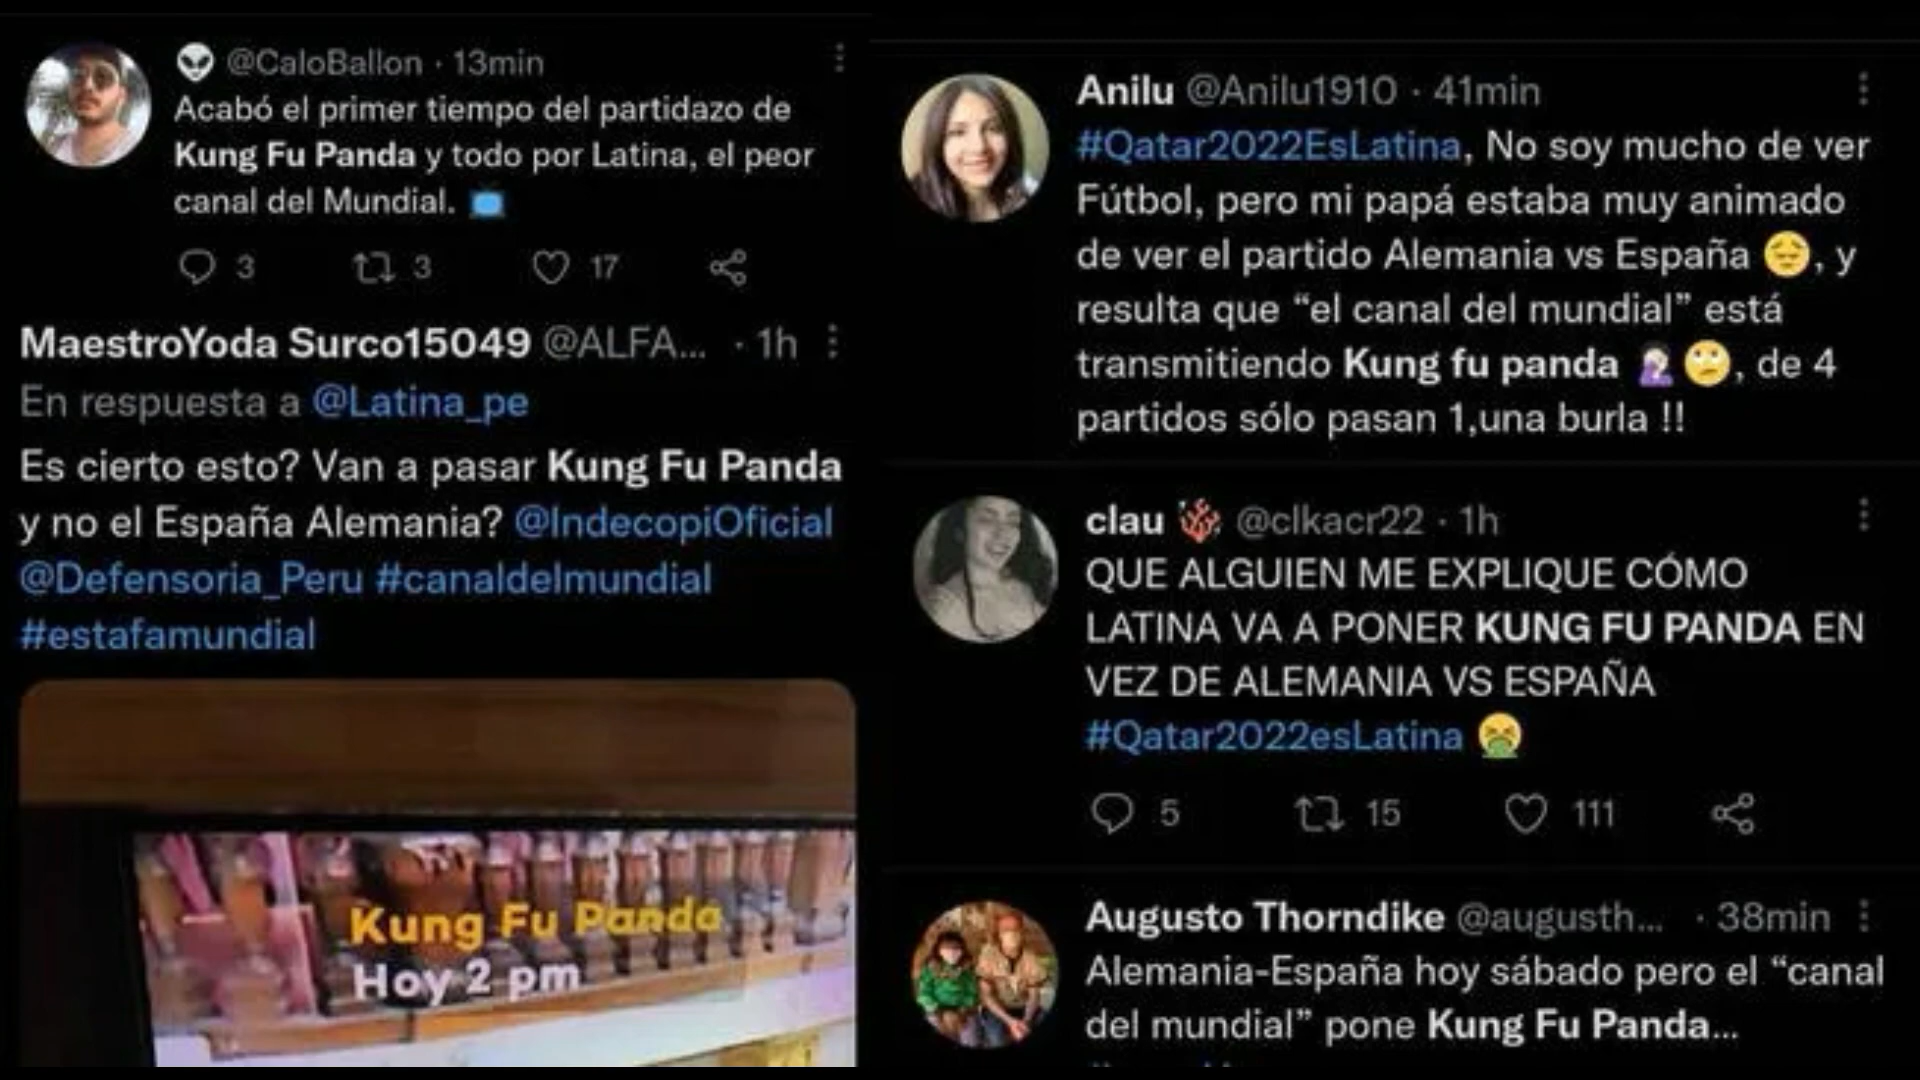 @CaloBallon · 13min
Acabó el primer tiempo del partidazo de
Kung Fu Panda y todo por Latina, el peor
canal del Mundial.
3 3 17
MaestroYoda Surco15049 @ALFA... · 1h
En respuesta a @Latina_pe
Es cierto esto? Van a pasar Kung Fu Panda
y no el España Alemania? @IndecopiOficial
@Defensoria_Peru #canaldelmundial
#estafamundial
Kung Fu Panda
Hoy 2 pm
Anilu @Anilu1910 · 41min
#Qatar2022EsLatina, No soy mucho de ver
Fútbol, pero mi papá estaba muy animado
de ver el partido Alemania vs España 😔, y
resulta que “el canal del mundial” está
transmitiendo Kung fu panda 🤦🏻‍♀️🙄, de 4
partidos sólo pasan 1,una burla !!
clau @clkacr22 · 1h
QUE ALGUIEN ME EXPLIQUE CÓMO
LATINA VA A PONER KUNG FU PANDA EN
VEZ DE ALEMANIA VS ESPAÑA
#Qatar2022esLatina 🤮
5 15 111
Augusto Thorndike @augusth... · 38min
Alemania-España hoy sábado pero el “canal
del mundial” pone Kung Fu Panda...